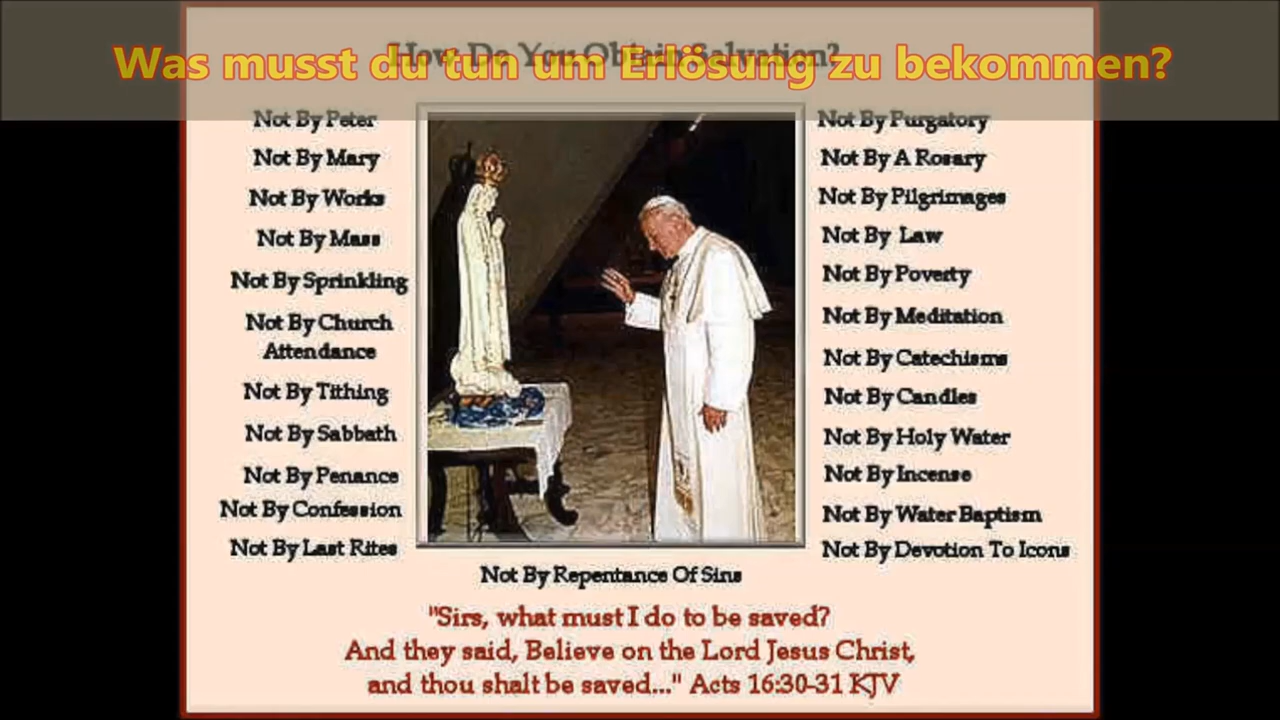 Was musst du tun um Erlösung zu bekommen?
How Do You Obtain Salvation?
Not By Peter
Not By Mary
Not By Works
Not By Mass
Not By Sprinkling
Not By Church
Attendance
Not By Tithing
Not By Sabbath
Not By Penance
Not By Confession
Not By Last Rites
Not By Purgatory
Not By A Rosary
Not By Pilgrimages
Not By Law
Not By Poverty
Not By Meditation
Not By Catechisms
Not By Candles
Not By Holy Water
Not By Incense
Not By Water Baptism
Not By Devotion To Icons
Not By Repentance Of Sins
"Sirs, what must I do to be saved?
And they said, Believe on the Lord Jesus Christ,
and thou shalt be saved..." Acts 16:30-31 KJV